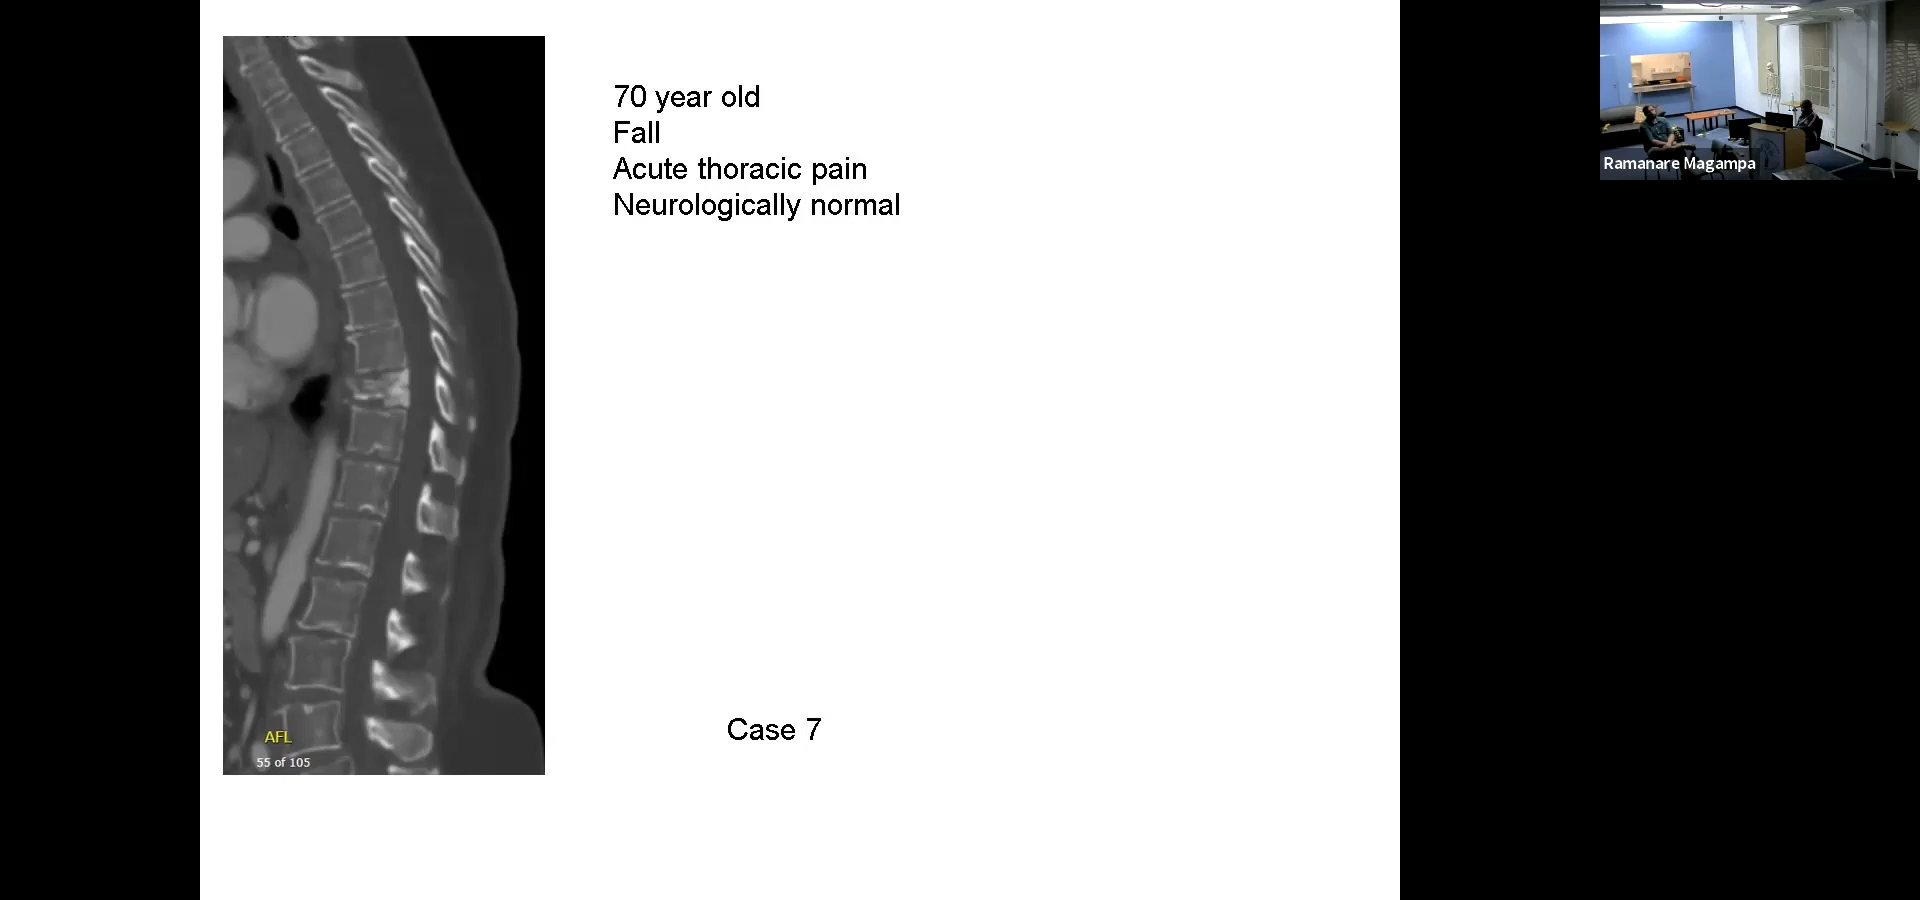 70 year old
Fall
Acute thoracic pain
Neurologically normal
Ramanare Magampa
Case 7
AFL
55 of 105